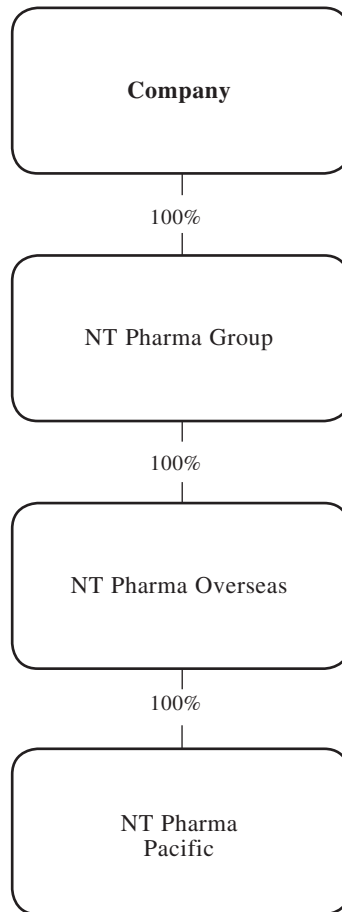 Company
100%
NT Pharma Group
100%
NT Pharma Overseas
100%
NT Pharma
Pacific